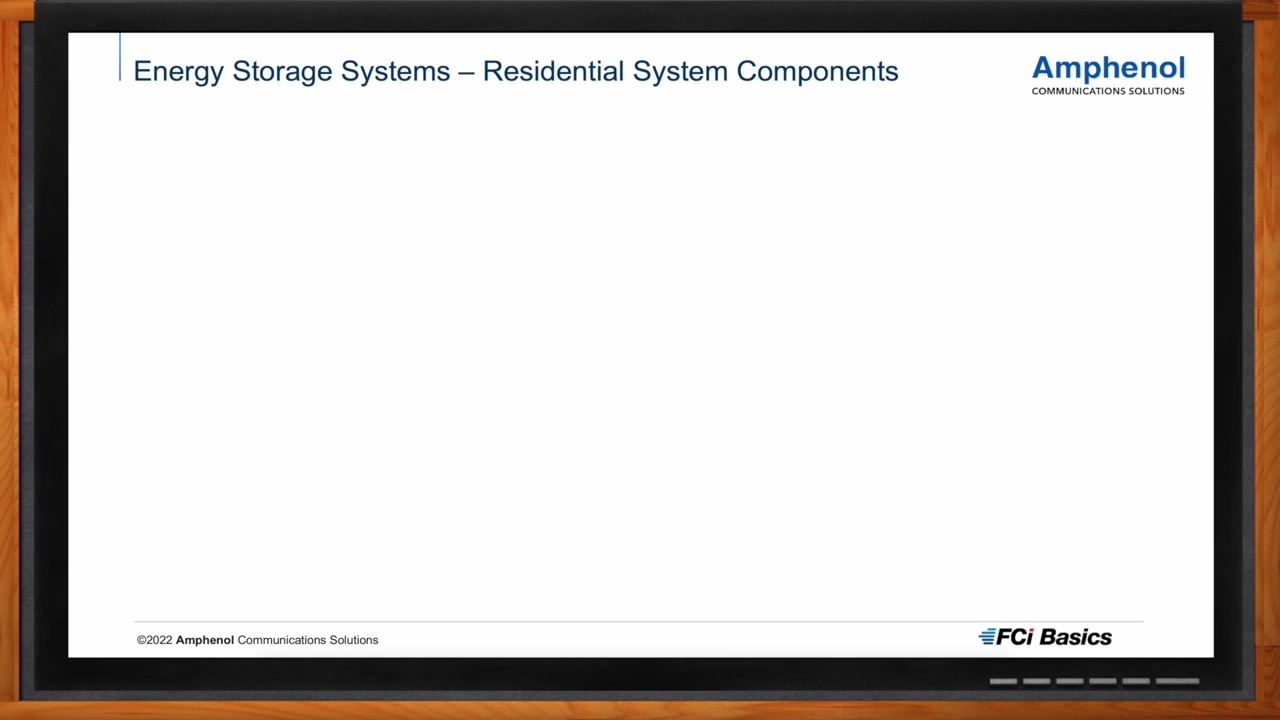 Energy Storage Systems – Residential System Components
Amphenol
COMMUNICATIONS SOLUTIONS
©2022 Amphenol Communications Solutions
FCi Basics